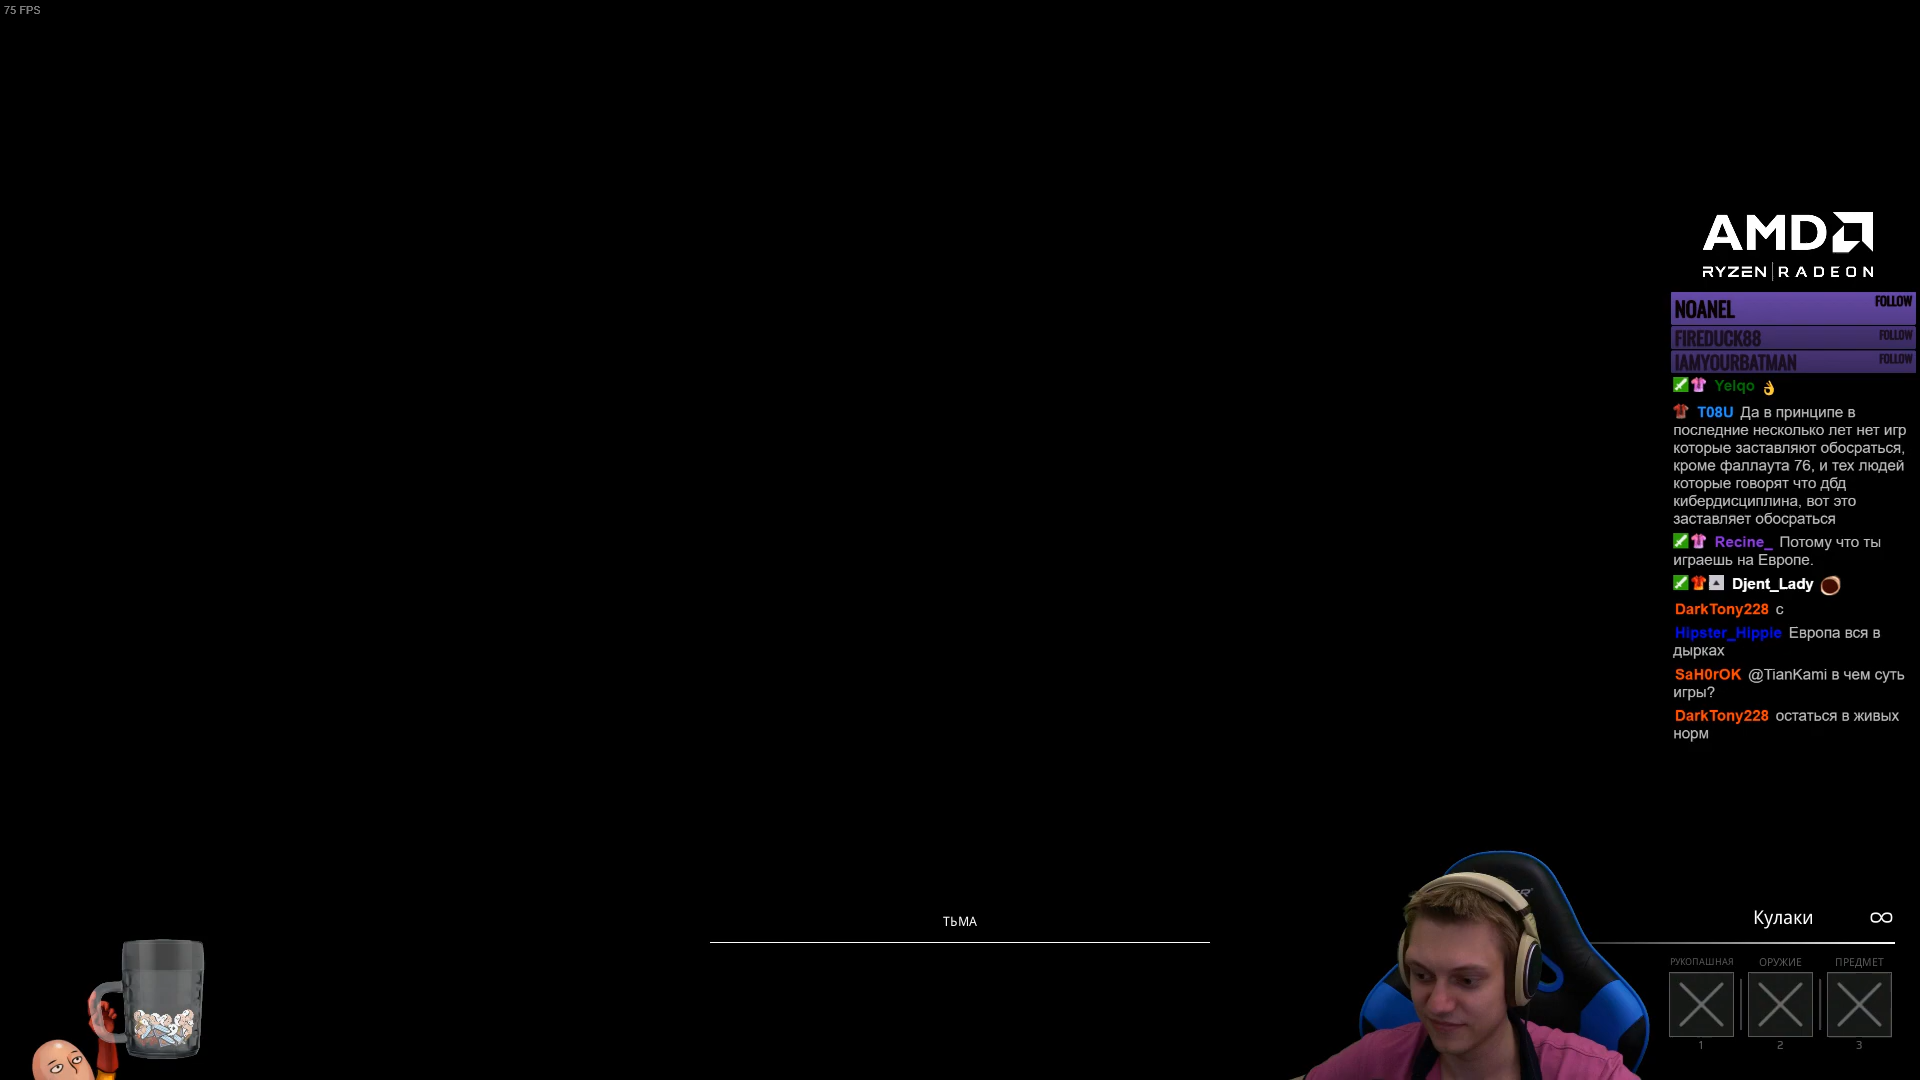 75 FPS
AMD
RYZEN RADEON
NOANEL FOLLOW
FIREDUCK88 FOLLOW
IAMYOURBATMAN FOLLOW
Yelqo
T08U Да в принципе в
последние несколько лет нет игр
которые заставляют обосраться,
кроме фаллаута 76, и тех людей
которые говорят что дбд
кибердисциплина, вот это
заставляет обосраться
Recine_ Потому что ты
играешь на Европе.
Djent_Lady
DarkTony228 с
Hipster_Hippie Европа вся в
дырках
SaH0rOK @TianKami в чем суть
игры?
DarkTony228 остаться в живых
норм
ТЬМА
Кулаки ∞
РУКОПАШНАЯ ОРУЖИЕ ПРЕДМЕТ
1 2 3